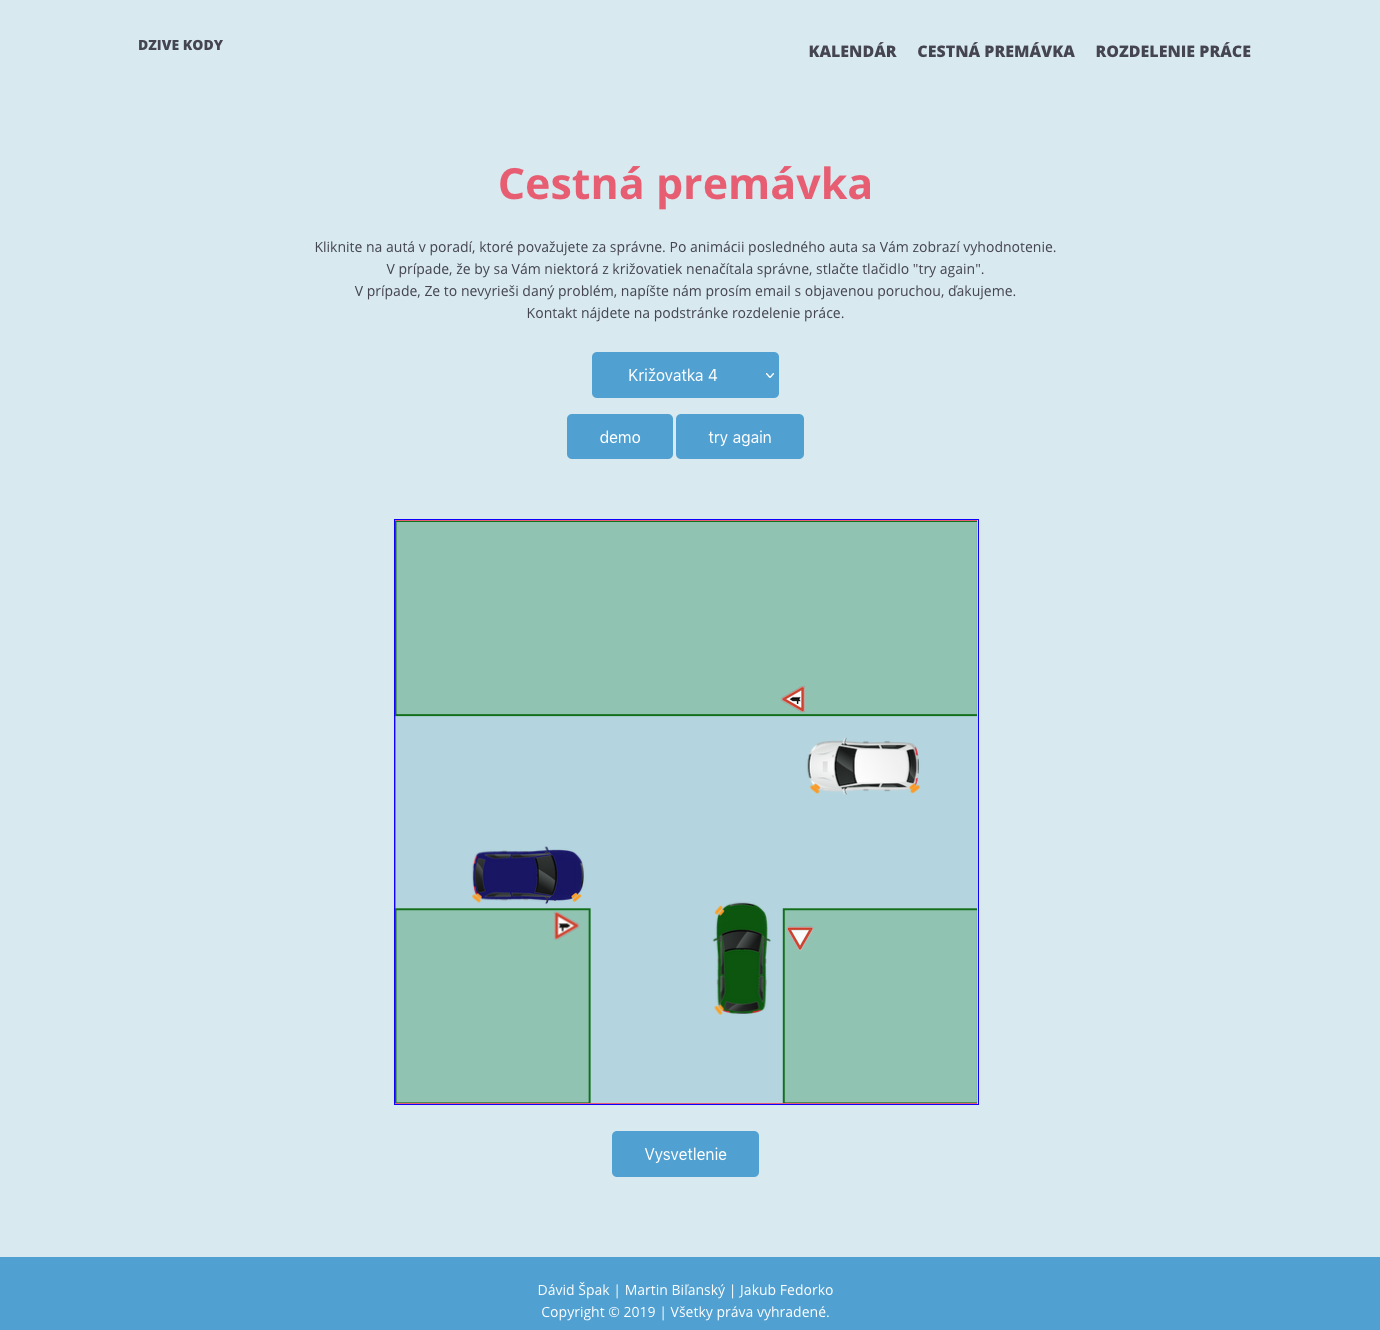 DZIVE KODY
KALENDÁR CESTNÁ PREMÁVKA ROZDELENIE PRÁCE
Cestná premávka
Kliknite na autá v poradí, ktoré považujete za správne. Po animácii posledného auta sa Vám zobrazí vyhodnotenie.
V prípade, že by sa Vám niektorá z križovatiek nenačítala správne, stlačte tlačidlo "try again".
V prípade, Ze to nevyrieši daný problém, napíšte nám prosím email s objavenou poruchou, ďakujeme.
Kontakt nájdete na podstránke rozdelenie práce.
Križovatka 4
demo try again
Vysvetlenie
Dávid Špak | Martin Biľanský | Jakub Fedorko
Copyright © 2019 | Všetky práva vyhradené.